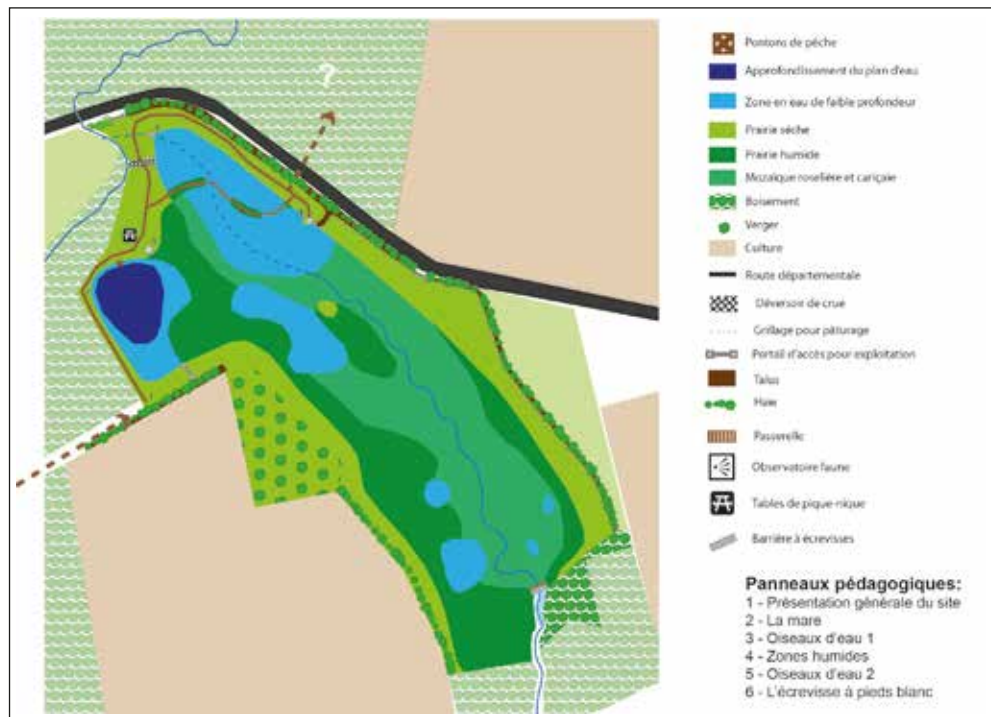 ?
Pontons de pêche
Approfondissement du plan d'eau
Zone en eau de faible profondeur
Prairie sèche
Prairie humide
Mozaïque roselière et cariçaie
Boisement
Verger
Culture
Route départementale
Déversoir de crue
Grillage pour pâturage
Portail d'accès pour exploitation
Talus
Haie
Passerelle
Observatoire faune
Tables de pique-nique
Barrière à écrevisses
Panneaux pédagogiques:
1 - Présentation générale du site
2 - La mare
3 - Oiseaux d'eau 1
4 - Zones humides
5 - Oiseaux d'eau 2
6 - L'écrevisse à pieds blanc